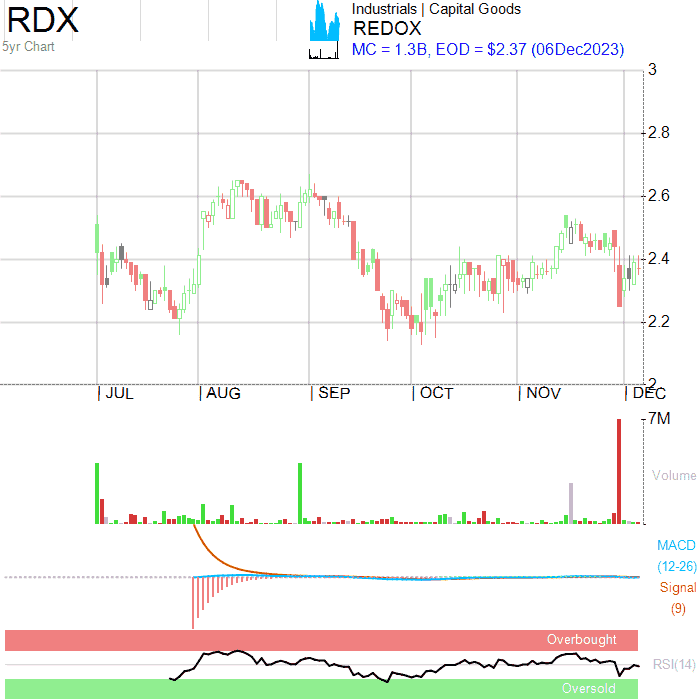 RDX
5yr Chart
Industrials | Capital Goods
REDOX
MC = 1.3B, EOD = $2.37 (06Dec2023)
3
2.8
2.6
2.4
2.2
2
JUL AUG SEP OCT NOV DEC
7M
Volume
MACD
(12-26)
Signal
(9)
Overbought
RSI(14)
Oversold